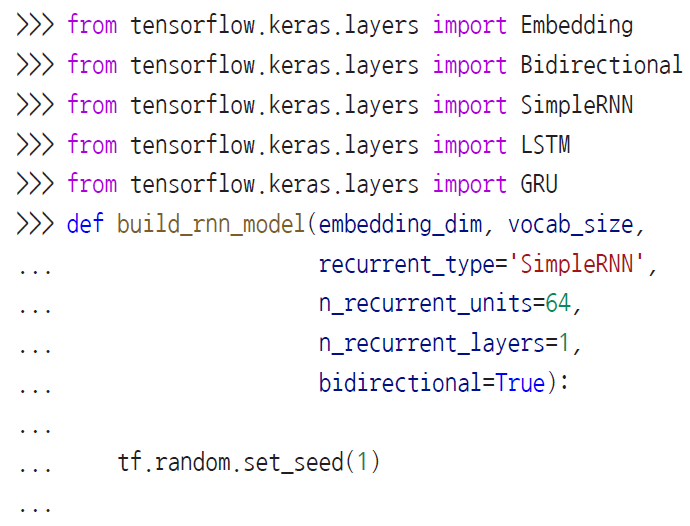 >>> from tensorflow.keras.layers import Embedding
>>> from tensorflow.keras.layers import Bidirectional
>>> from tensorflow.keras.layers import SimpleRNN
>>> from tensorflow.keras.layers import LSTM
>>> from tensorflow.keras.layers import GRU
>>> def build_rnn_model(embedding_dim, vocab_size,
...                     recurrent_type='SimpleRNN',
...                     n_recurrent_units=64,
...                     n_recurrent_layers=1,
...                     bidirectional=True):
...
...     tf.random.set_seed(1)
...